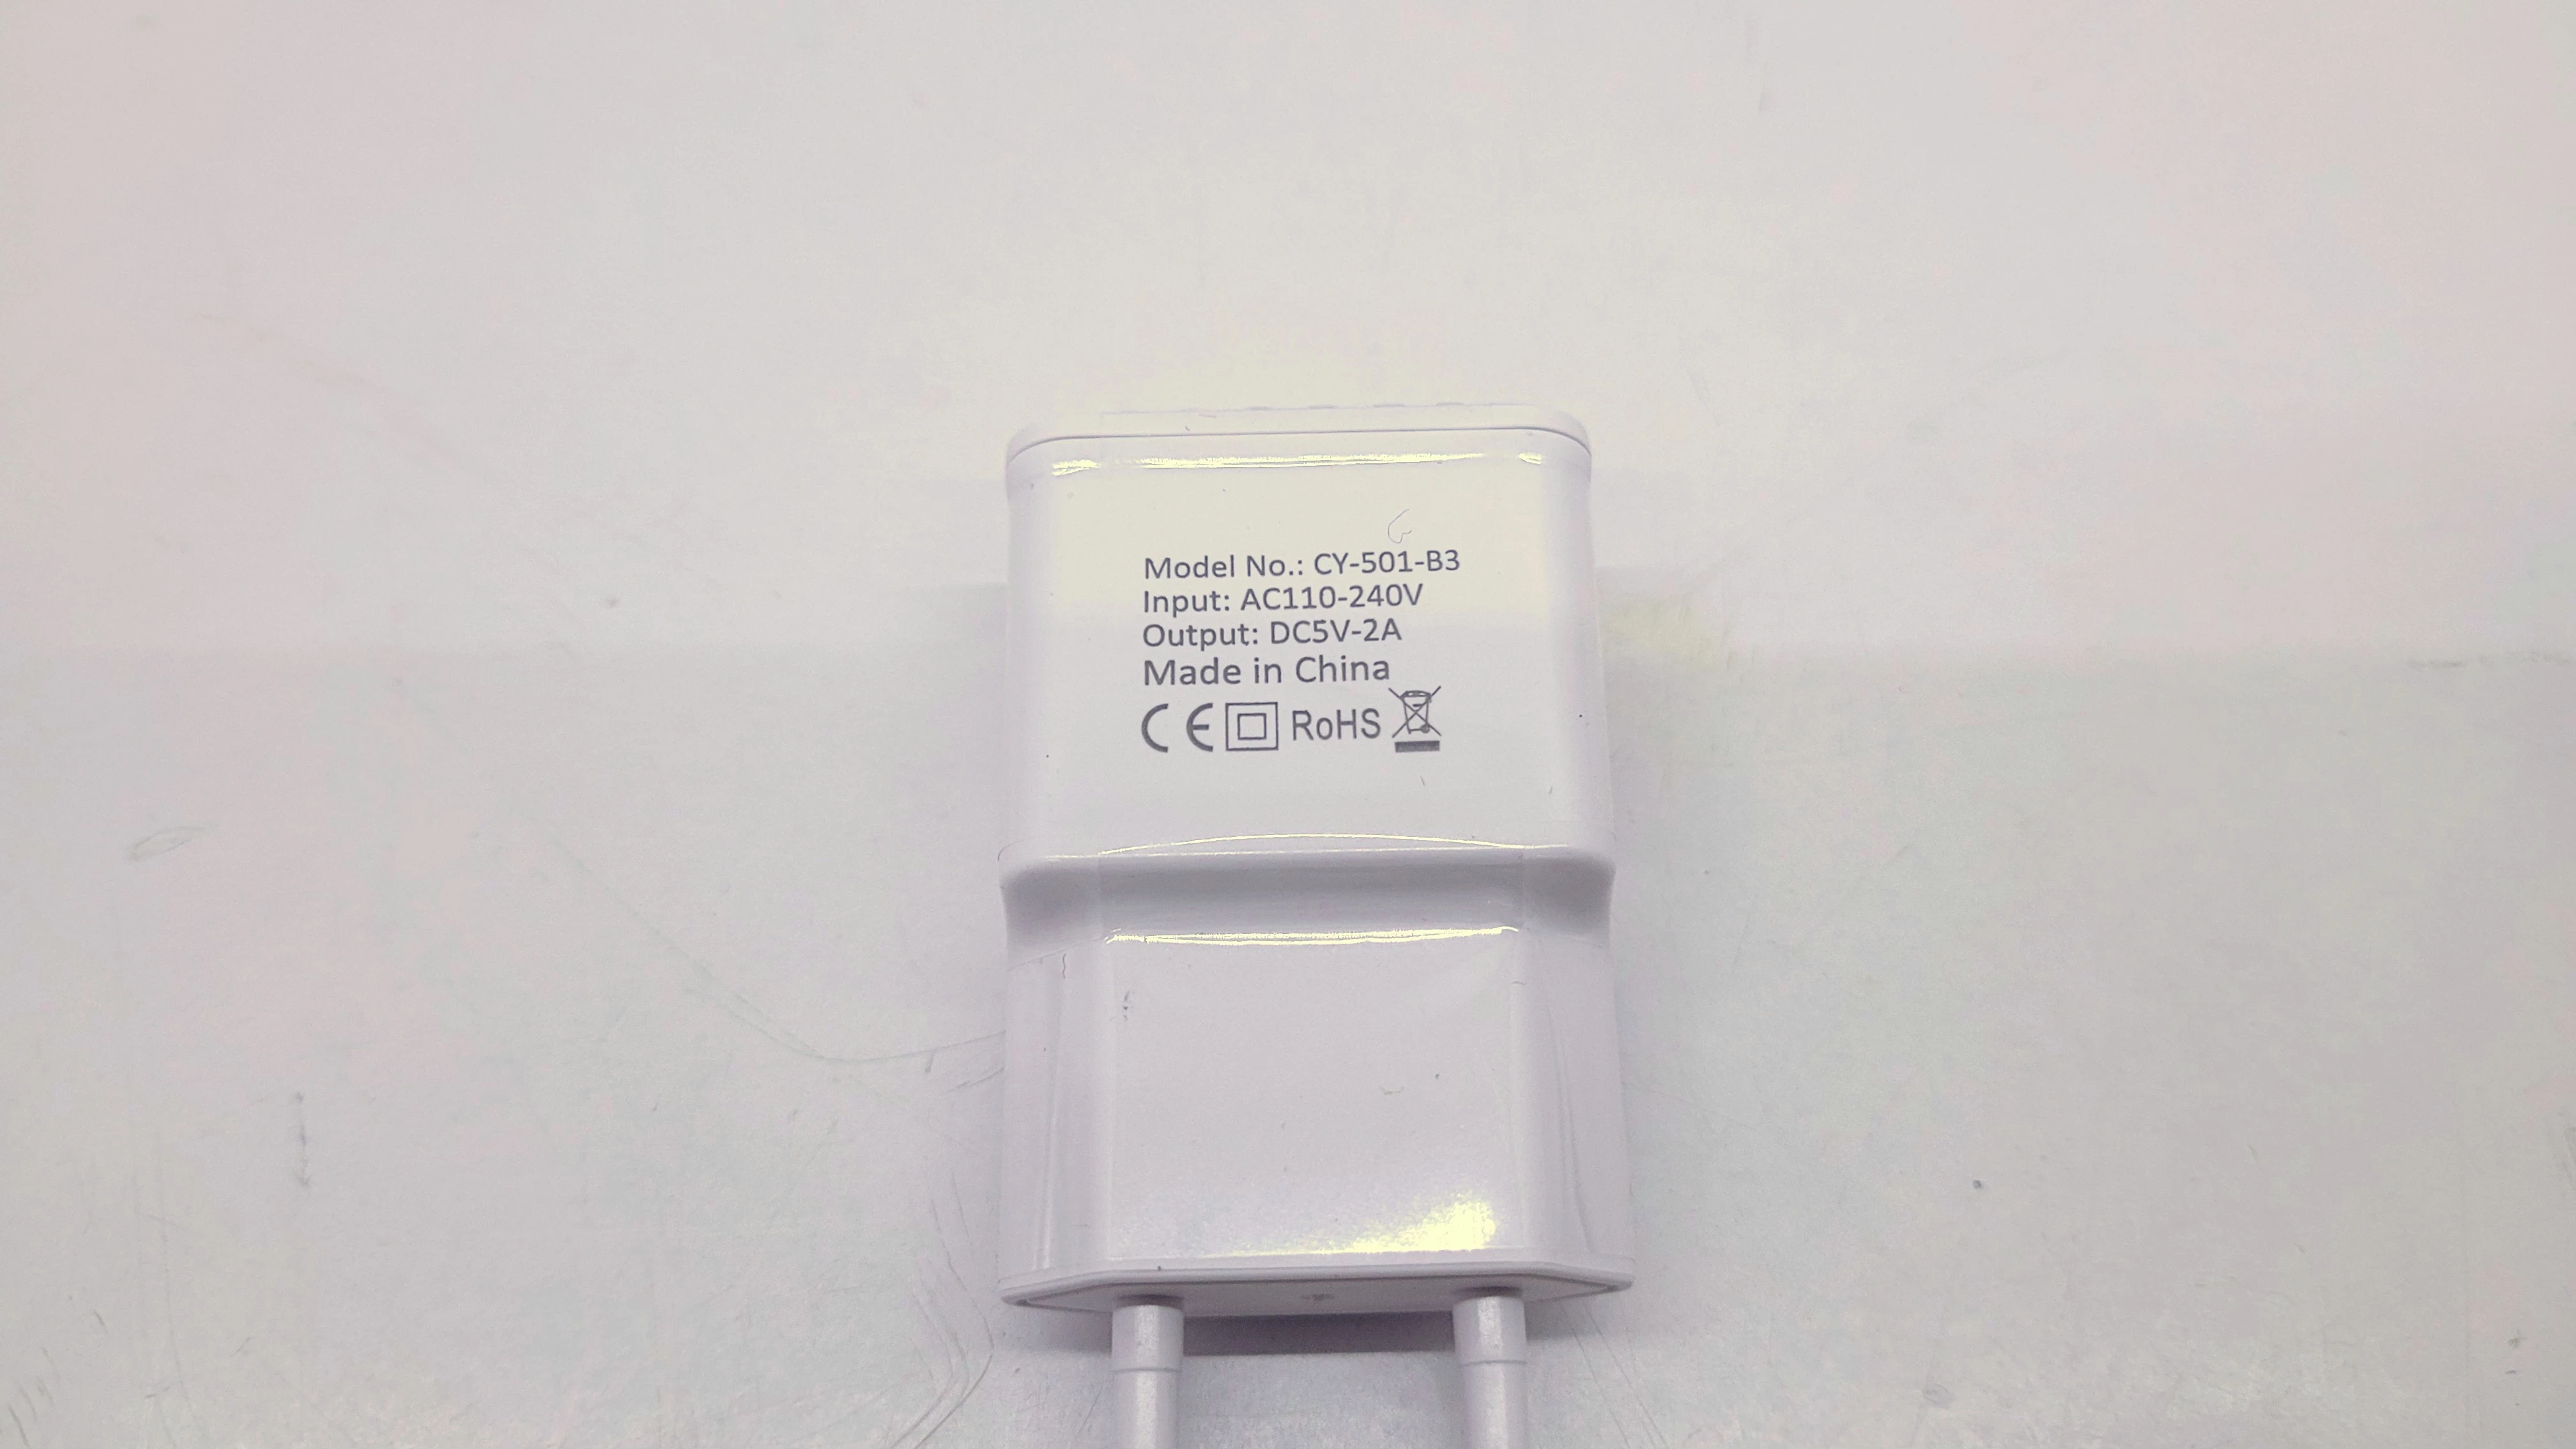 Model No.: CY-501-B3
Input: AC110-240V
Output: DC5V-2A
Made in China
CE RoHS